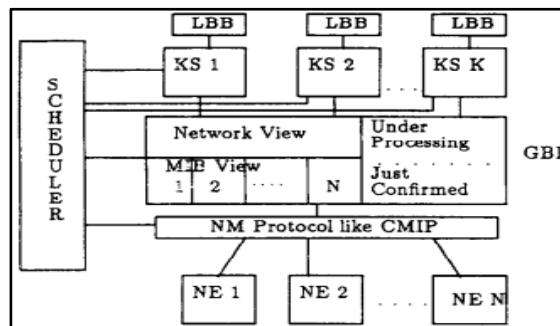 LBB LBB LBB
KS 1 KS 2 KS K
SCHEDULER
Network View
Under
Processing
MIB View
1 2 N
Just
Confirmed
NM Protocol like CMIP
NE 1 NE 2 NE N